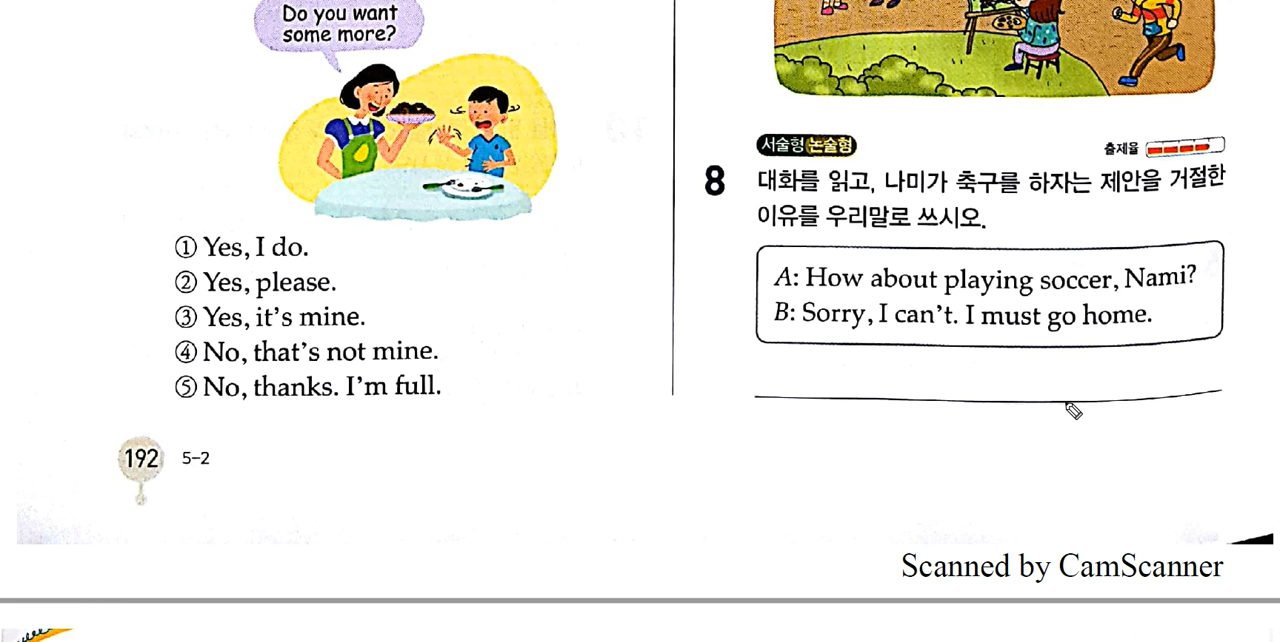 Do you want
some more?
① Yes, I do.
② Yes, please.
③ Yes, it's mine.
④ No, that's not mine.
⑤ No, thanks. I'm full.
192 5-2
서술형 논술형
출제율
8 대화를 읽고, 나미가 축구를 하자는 제안을 거절한
이유를 우리말로 쓰시오.
A: How about playing soccer, Nami?
B: Sorry, I can't. I must go home.
Scanned by CamScanner